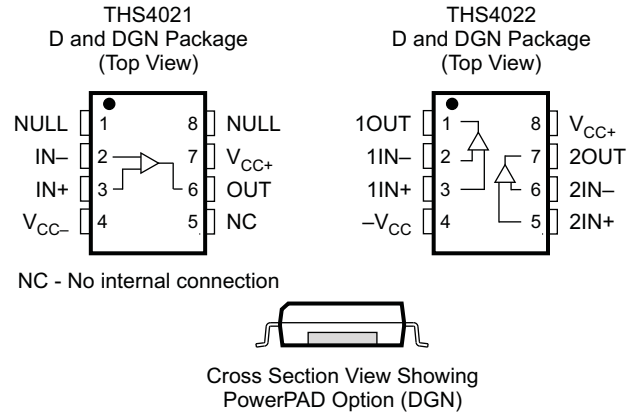 THS4021
D and DGN Package
(Top View)
NULL 1 8 NULL
IN– 2 7 VCC+
IN+ 3 6 OUT
VCC– 4 5 NC
NC - No internal connection
THS4022
D and DGN Package
(Top View)
1OUT 1 8 VCC+
1IN– 2 7 2OUT
1IN+ 3 6 2IN–
–VCC 4 5 2IN+
Cross Section View Showing
PowerPAD Option (DGN)